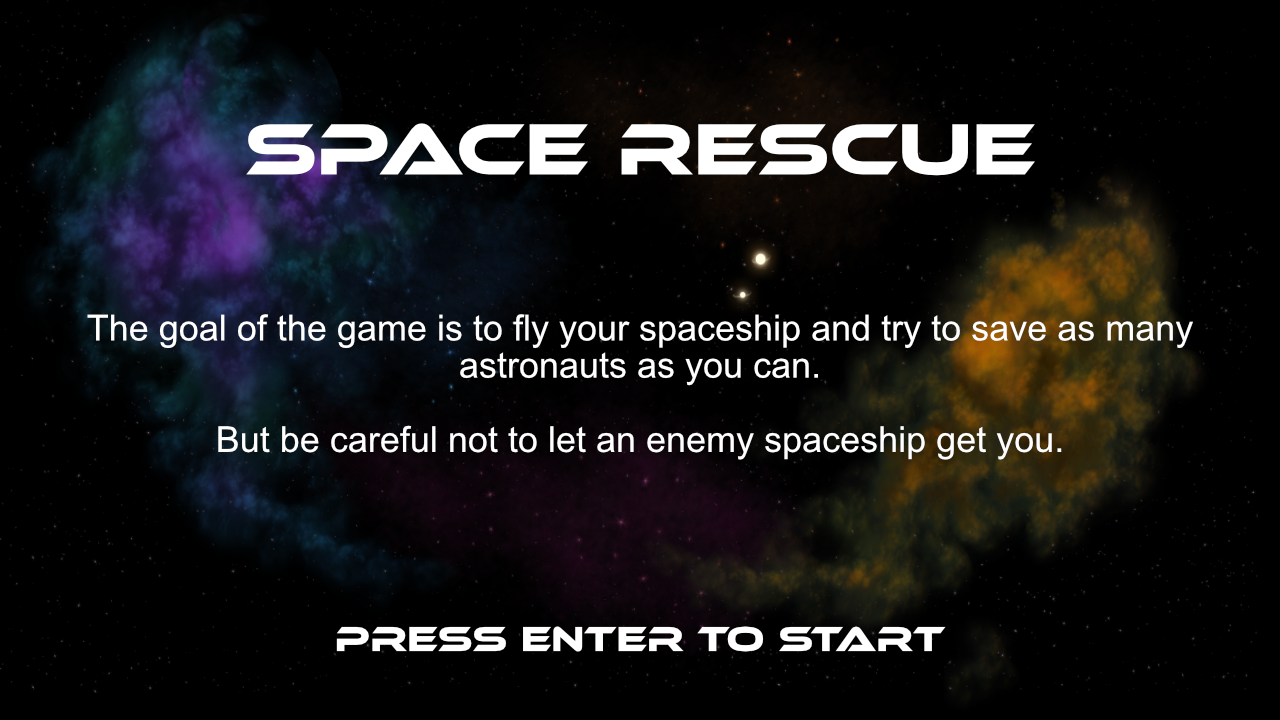 SPACE RESCUE
The goal of the game is to fly your spaceship and try to save as many
astronauts as you can.
But be careful not to let an enemy spaceship get you.
PRESS ENTER TO START